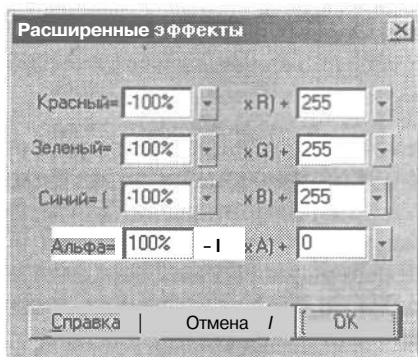 Расширенные эффекты
Красный= -100% x R) + 255
Зеленый= -100% x G) + 255
Синий= ( -100% x B) + 255
Альфа= 100% - I x A) + 0
Справка | Отмена / OK